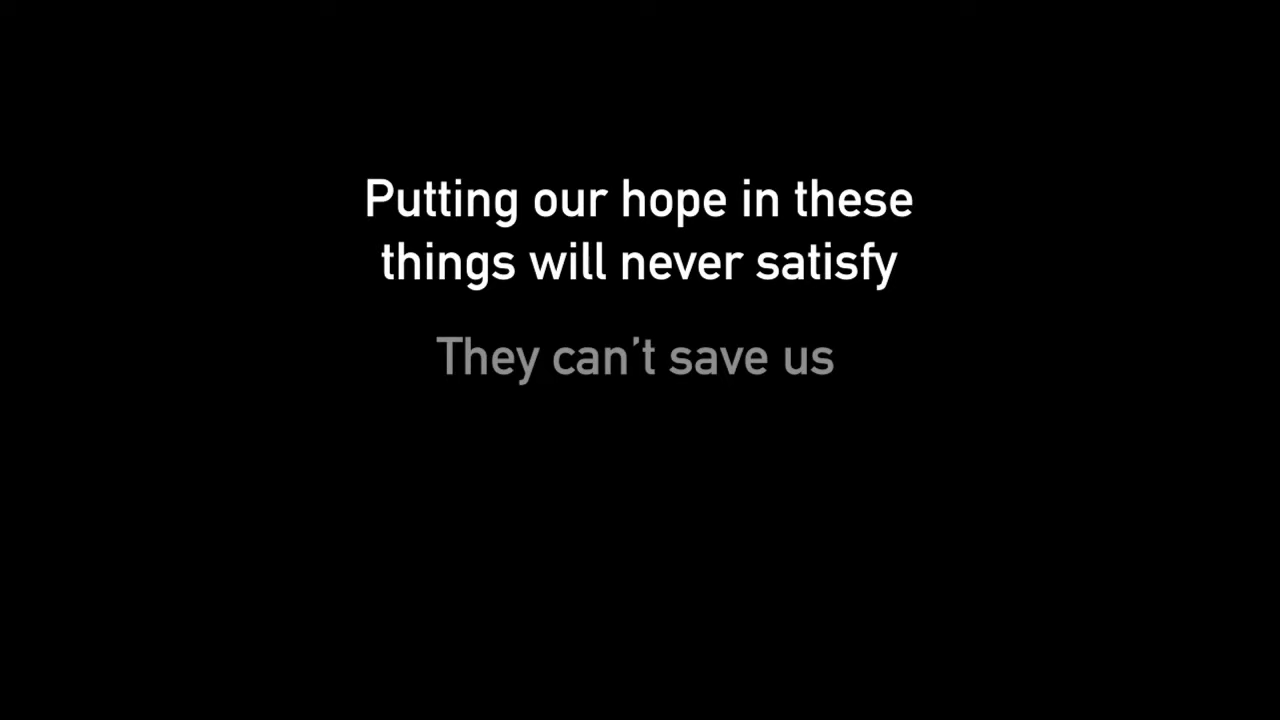 Putting our hope in these
things will never satisfy
They can’t save us